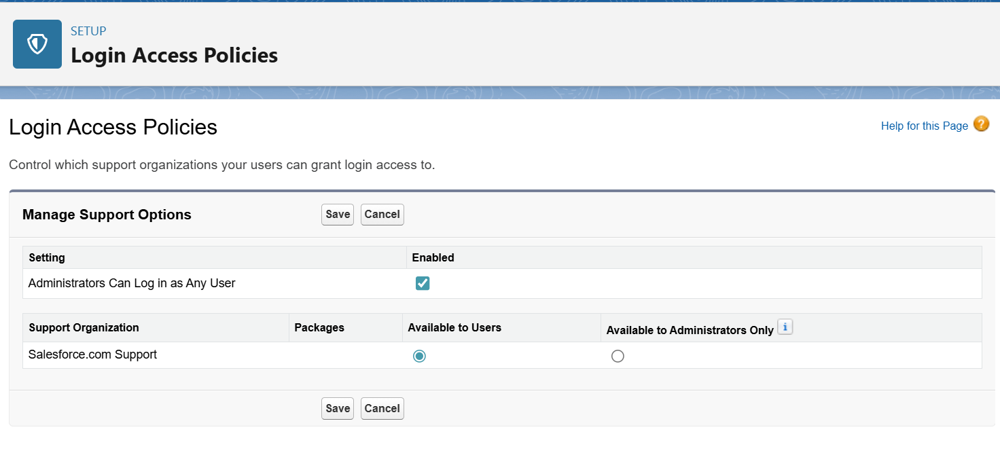 SETUP
Login Access Policies
Login Access Policies
Help for this Page ?
Control which support organizations your users can grant login access to.
Manage Support Options Save Cancel
Setting Enabled
Administrators Can Log in as Any User
Support Organization Packages Available to Users Available to Administrators Only i
Salesforce.com Support
Save Cancel